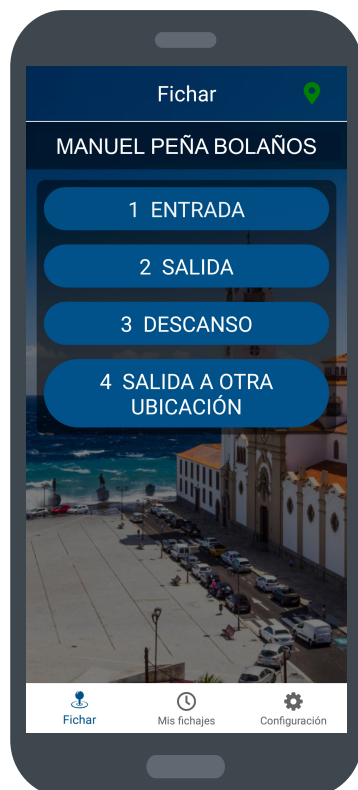 Fichar
MANUEL PEÑA BOLAÑOS
1 ENTRADA
2 SALIDA
3 DESCANSO
4 SALIDA A OTRA
UBICACIÓN
Fichar
Mis fichajes
Configuración